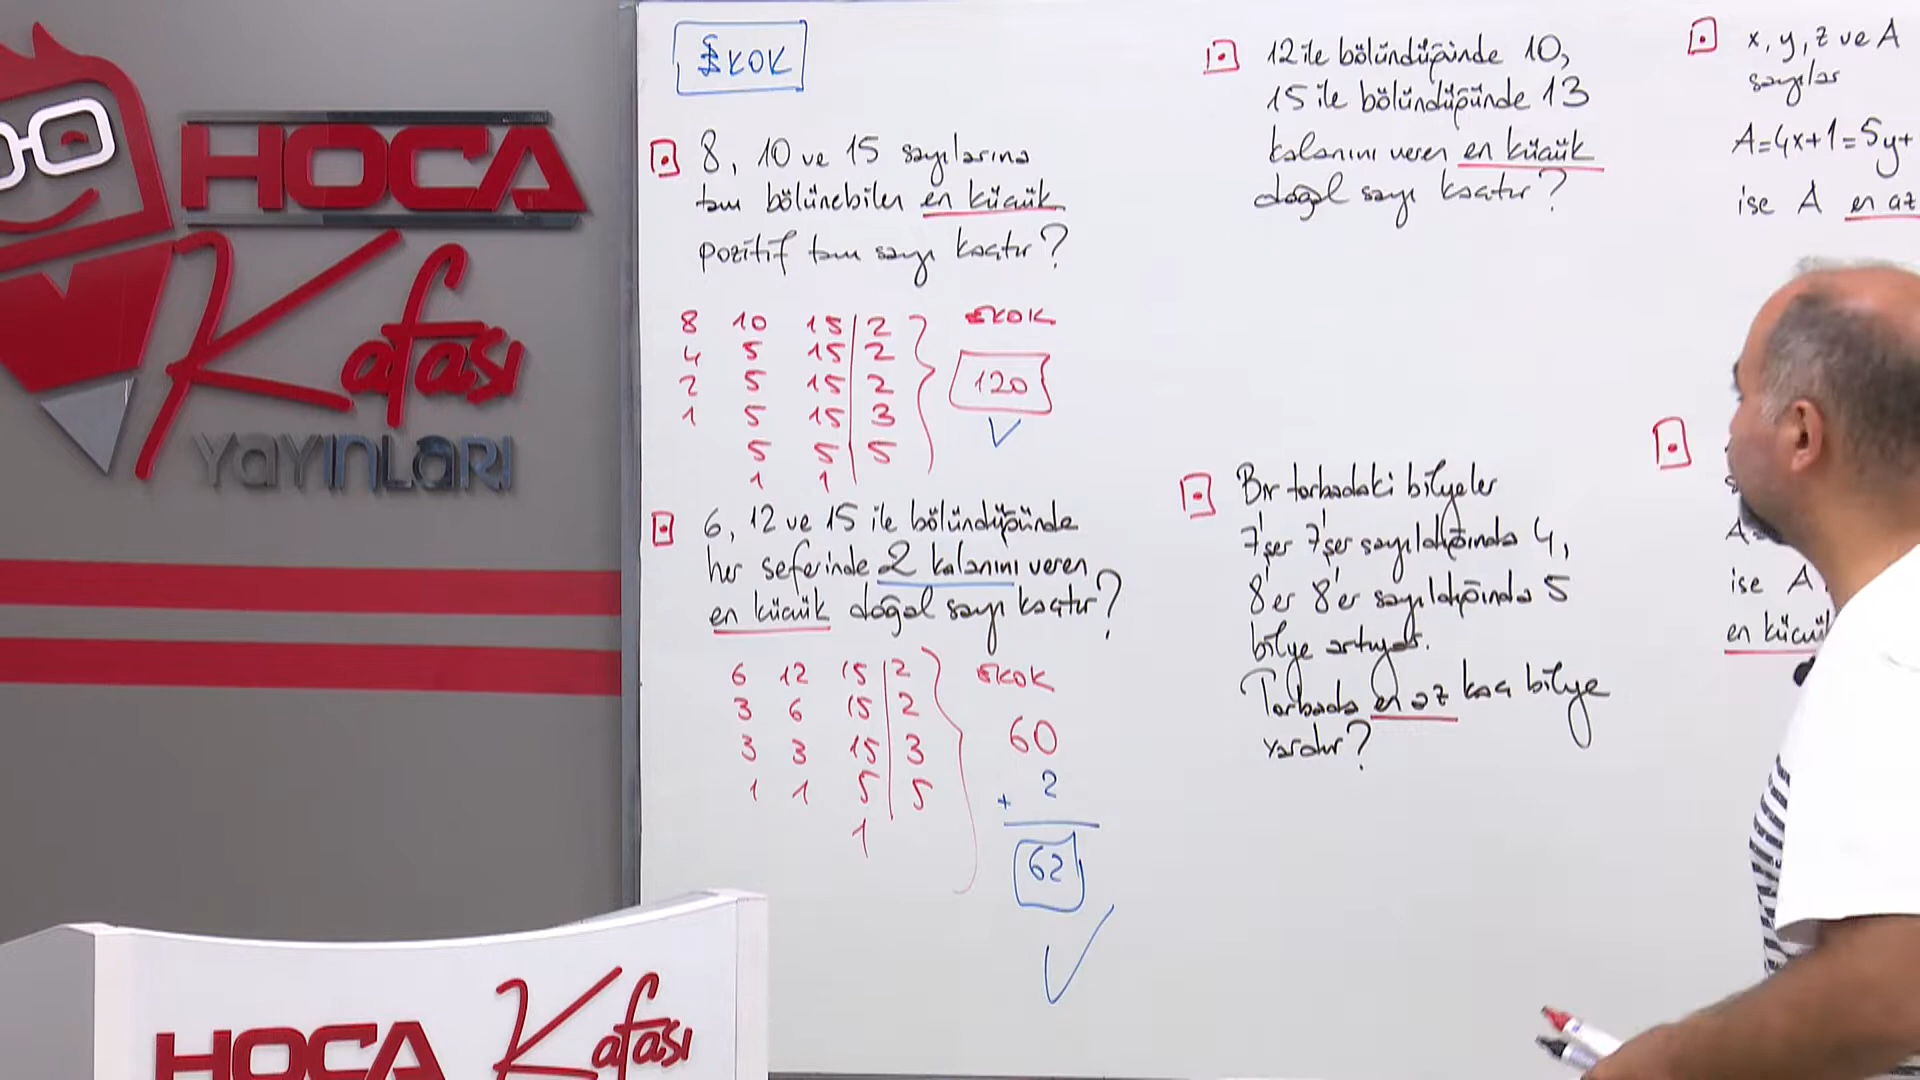 HOCA
Kafası
YAYINLARI
EKOK
8, 10 ve 15 sayılarına
tam bölünebilen en küçük
pozitif tam sayı kaçtır?
8 10 15 2
4 5 15 2
2 5 15 2
1 5 15 3
5 5 5
1 1
EKOK
120
6, 12 ve 15 ile bölündüğünde
her seferinde 2 kalanını veren
en küçük doğal sayı kaçtır?
6 12 15 2
3 6 15 2
3 3 15 3
1 1 5 5
1
EKOK
60
+ 2
62
12 ile bölündüğünde 10,
15 ile bölündüğünde 13
kalanını veren en küçük
doğal sayı kaçtır?
Bir torbadaki bilyeler
7'şer 7'şer sayıldığında 4,
8'er 8'er sayıldığında 5
bilye artıyor.
Torbada en az kaç bilye
vardır?
x, y, z ve A
sayılar
A=4x+1=5y+
ise A en az
ise A
en küçük
HOCA Kafası